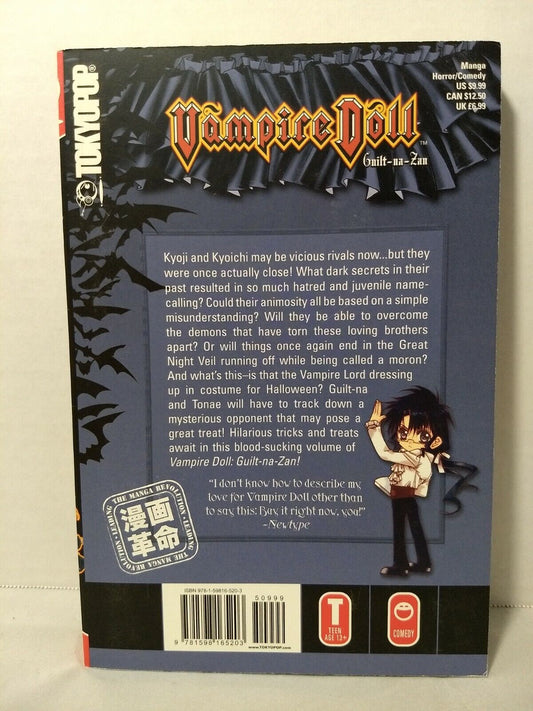 TOKYOPOP®
Manga
Horror/Comedy
US $9.99
CAN $12.50
UK £6.99
Vampire Doll™
Guilt-na-Zan
Kyoji and Kyoichi may be vicious rivals now...but they
were once actually close! What dark secrets in their
past resulted in so much hatred and juvenile name-
calling? Could their animosity all be based on a simple
misunderstanding? Will they be able to overcome
the demons that have torn these loving brothers
apart? Or will things once again end in the Great
Night Veil running off while being called a moron?
And what's this–is that the Vampire Lord dressing
up in costume for Halloween? Guilt-na
and Tonae will have to track down a
mysterious opponent that may pose a
great treat! Hilarious tricks and treats
await in this blood-sucking volume of
Vampire Doll: Guilt-na-Zan!
"I don't know how to describe my
love for Vampire Doll other than
to say this: Buy it right now, you!"
-Newtype
LEADING THE MANGA REVOLUTION
LEADING THE MANGA REVOLUTION
漫画
革命
ISBN 978-1-59816-520-3
50999
9 781598 165203
www.TOKYOPOP.com
T
TEEN
AGE 13+
COMEDY